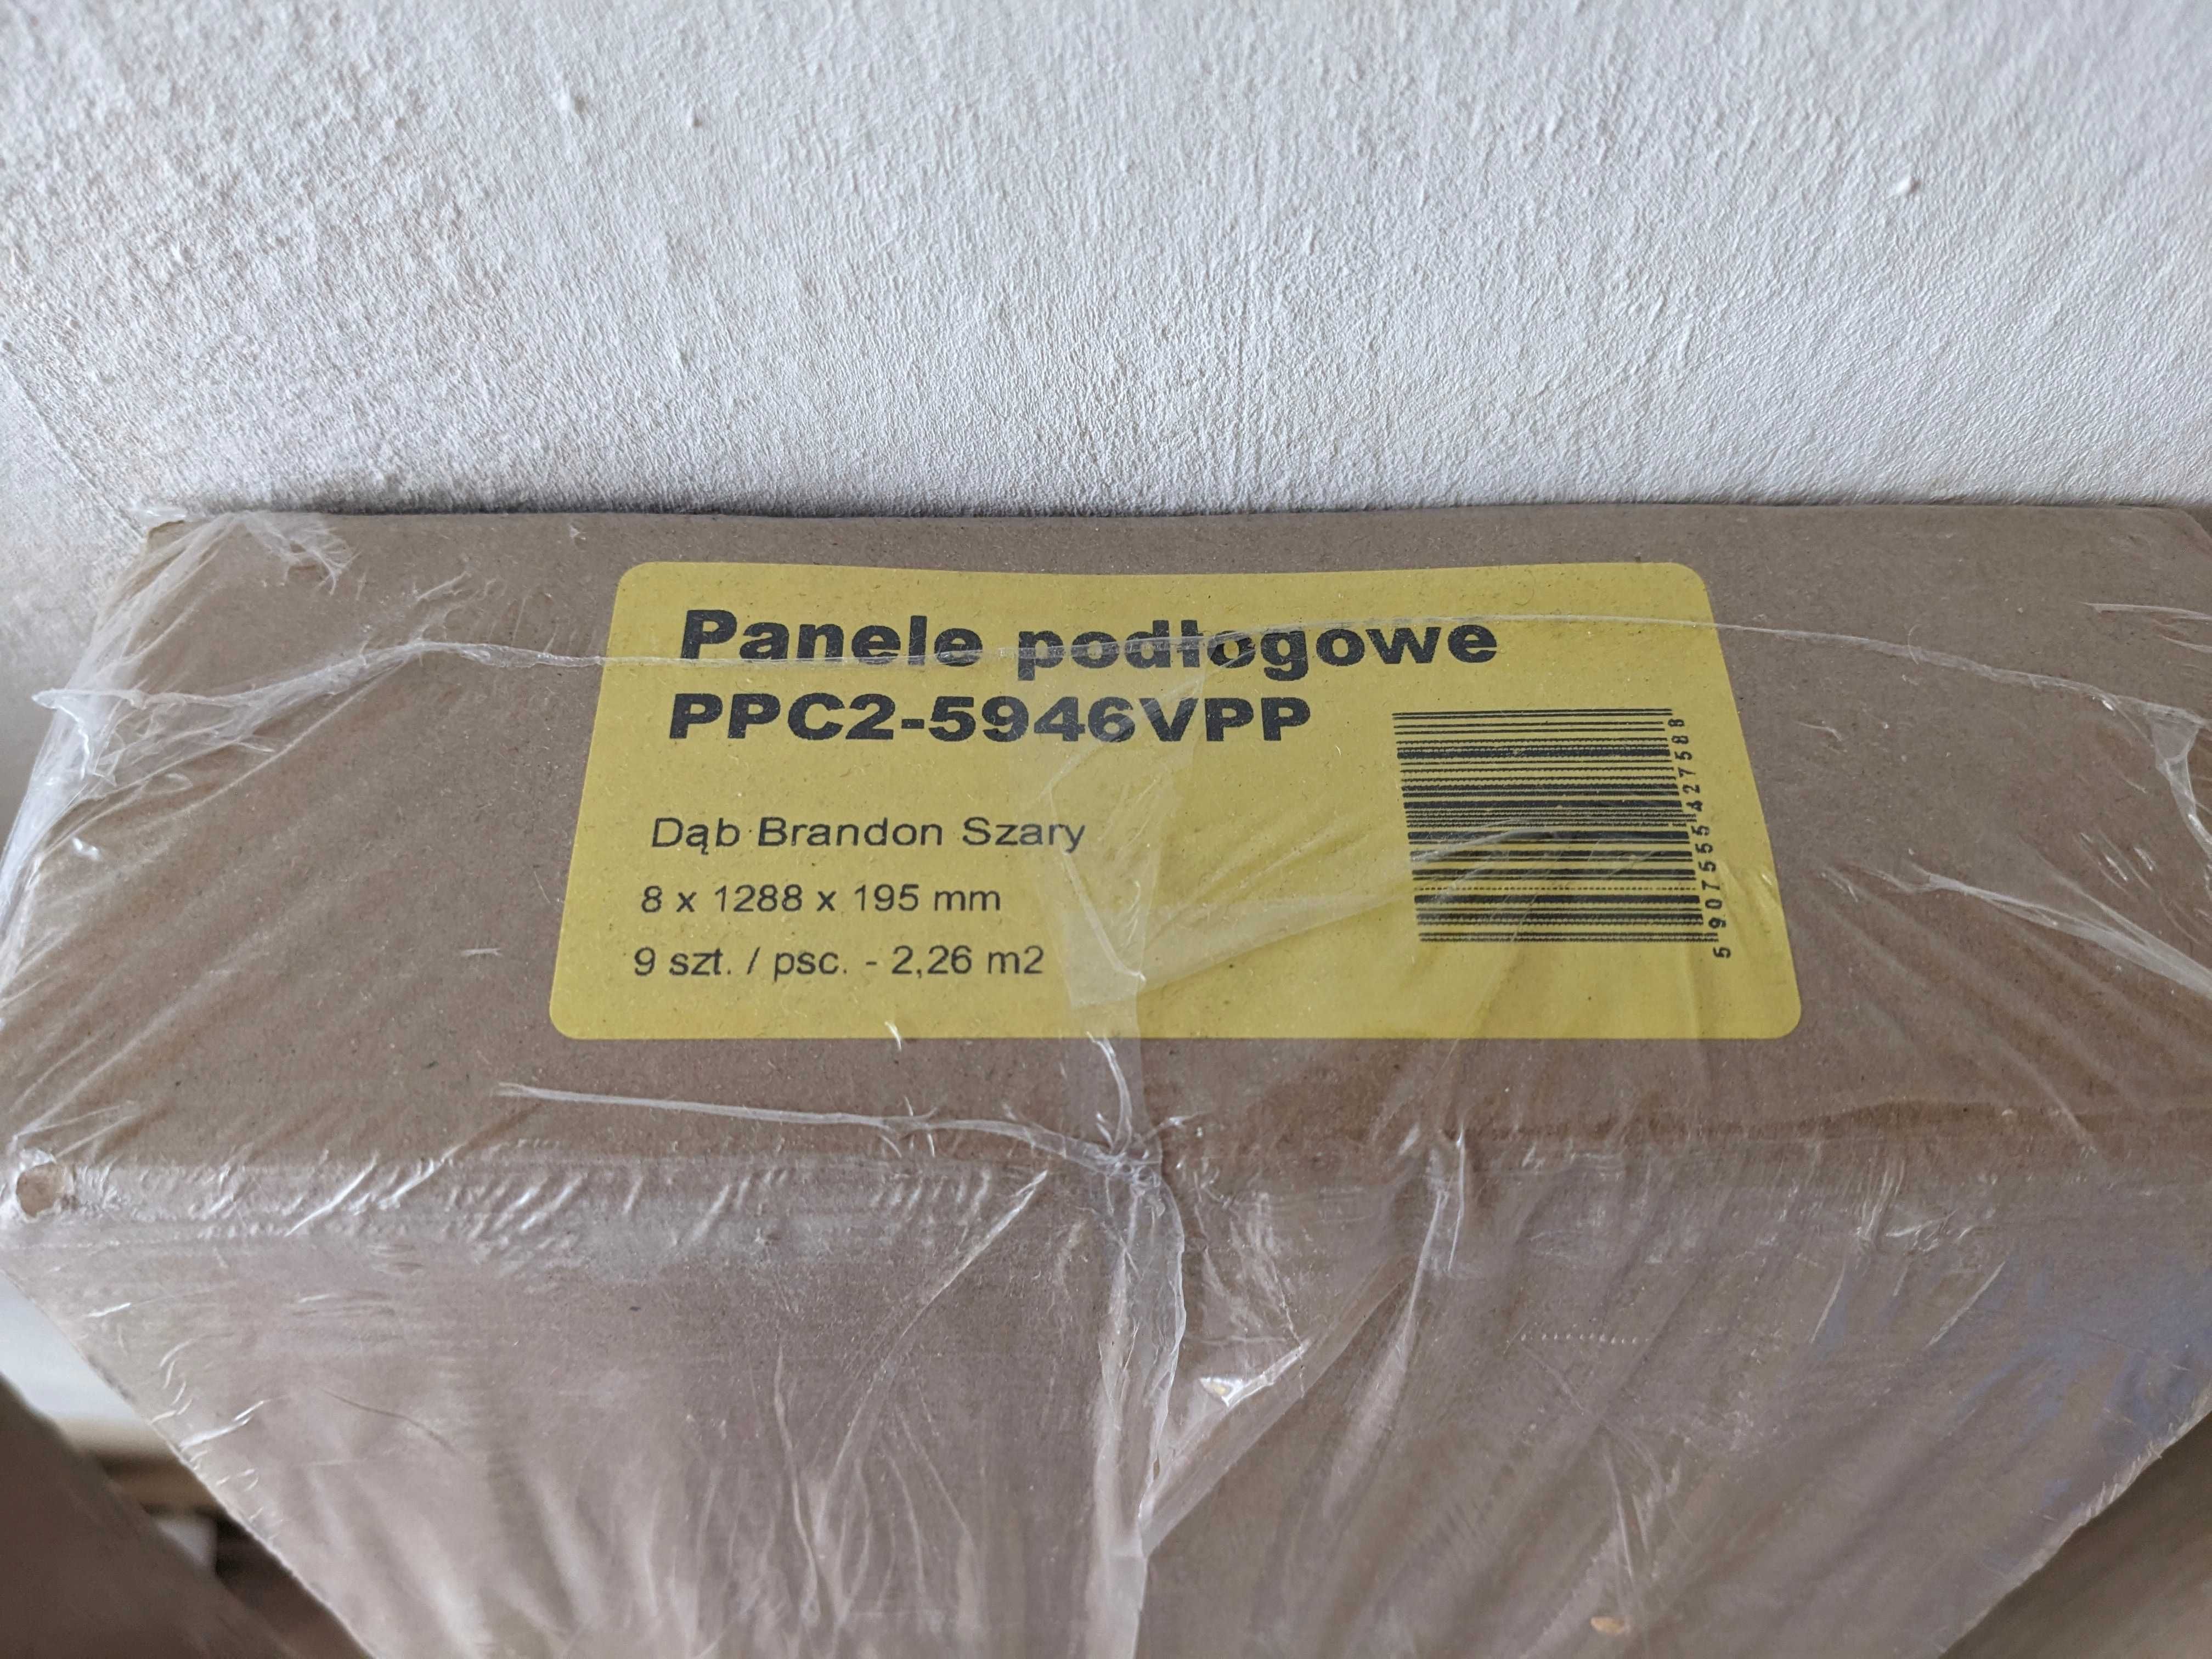 Panele podłogowe
PPC2-5946VPP
Dąb Brandon Szary
8 x 1288 x 195 mm
9 szt. / psc. - 2,26 m2
5907555427588